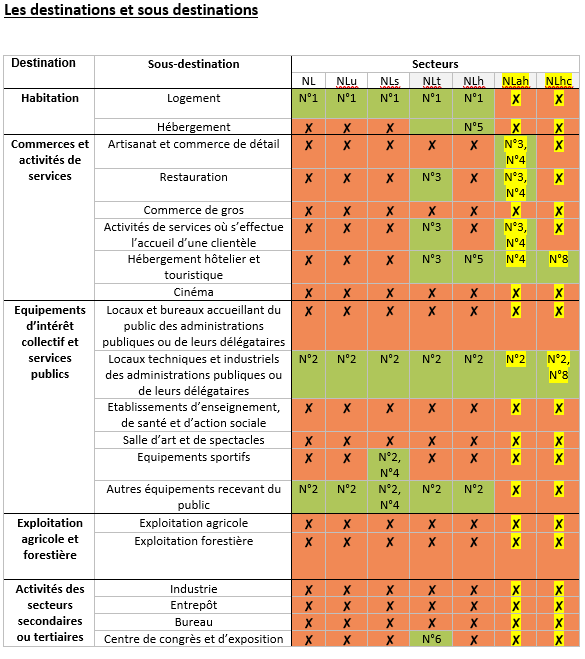 Les destinations et sous destinations
Destination Sous-destination Secteurs
NL NLu NLs NLt NLh NLah NLhc
Habitation Logement N°1 N°1 N°1 N°1 N°1 ✗ ✗
Hébergement ✗ ✗ ✗ N°5 ✗ ✗
Commerces et activités de services Artisanat et commerce de détail ✗ ✗ ✗ ✗ ✗ N°3, N°4 ✗
Restauration ✗ ✗ ✗ N°3 ✗ N°3, N°4 ✗
Commerce de gros ✗ ✗ ✗ ✗ ✗ ✗ ✗
Activités de services où s’effectue l’accueil d’une clientèle ✗ ✗ ✗ N°3 ✗ N°3, N°4 ✗
Hébergement hôtelier et touristique ✗ ✗ ✗ N°3 N°5 N°4 N°8
Cinéma ✗ ✗ ✗ ✗ ✗ ✗ ✗
Equipements d’intérêt collectif et services publics Locaux et bureaux accueillant du public des administrations publiques ou de leurs délégataires ✗ ✗ ✗ ✗ ✗ ✗ ✗
Locaux techniques et industriels des administrations publiques ou de leurs délégataires N°2 N°2 N°2 N°2 N°2 N°2 N°2, N°8
Etablissements d’enseignement, de santé et d’action sociale ✗ ✗ ✗ ✗ ✗ ✗ ✗
Salle d’art et de spectacles ✗ ✗ ✗ ✗ ✗ ✗ ✗
Equipements sportifs ✗ ✗ N°2, N°4 ✗ ✗ ✗ ✗
Autres équipements recevant du public N°2 N°2 N°2, N°4 N°2 N°2 ✗ ✗
Exploitation agricole et forestière Exploitation agricole ✗ ✗ ✗ ✗ ✗ ✗ ✗
Exploitation forestière ✗ ✗ ✗ ✗ ✗ ✗ ✗
Activités des secteurs secondaires ou tertiaires Industrie ✗ ✗ ✗ ✗ ✗ ✗ ✗
Entrepôt ✗ ✗ ✗ ✗ ✗ ✗ ✗
Bureau ✗ ✗ ✗ ✗ ✗ ✗ ✗
Centre de congrès et d’exposition ✗ ✗ ✗ N°6 ✗ ✗ ✗